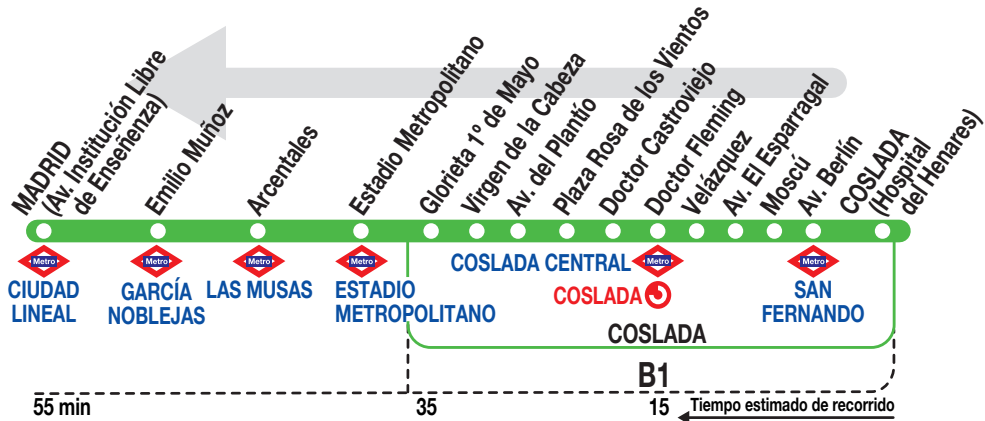 MADRID
(Av. Institución Libre
de Enseñenza)
Emilio Muñoz
Arcentales
Estadio Metropolitano
Glorieta 1º de Mayo
Virgen de la Cabeza
Av. del Plantío
Plaza Rosa de los Vientos
Doctor Castroviejo
Doctor Fleming
Velázquez
Av. El Esparragal
Moscú
Av. Berlín
COSLADA
(Hospital
del Henares)
Metro
Metro
Metro
Metro
Metro
Metro
CIUDAD
LINEAL
GARCÍA
NOBLEJAS
LAS MUSAS
ESTADIO
METROPOLITANO
COSLADA CENTRAL
COSLADA
SAN
FERNANDO
COSLADA
B1
55 min
35
15
Tiempo estimado de recorrido